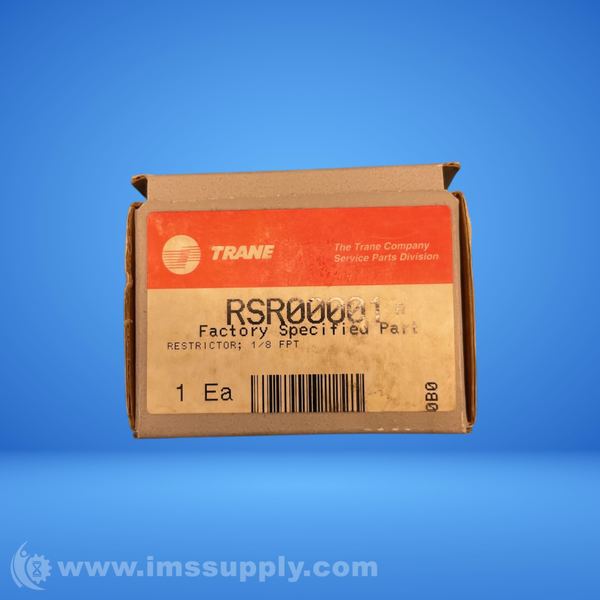 TRANE
The Trane Company
Service Parts Division
RSR00001
Factory Specified Part
RESTRICTOR; 1/8 FPT
1 Ea
0B0
www.imssupply.com